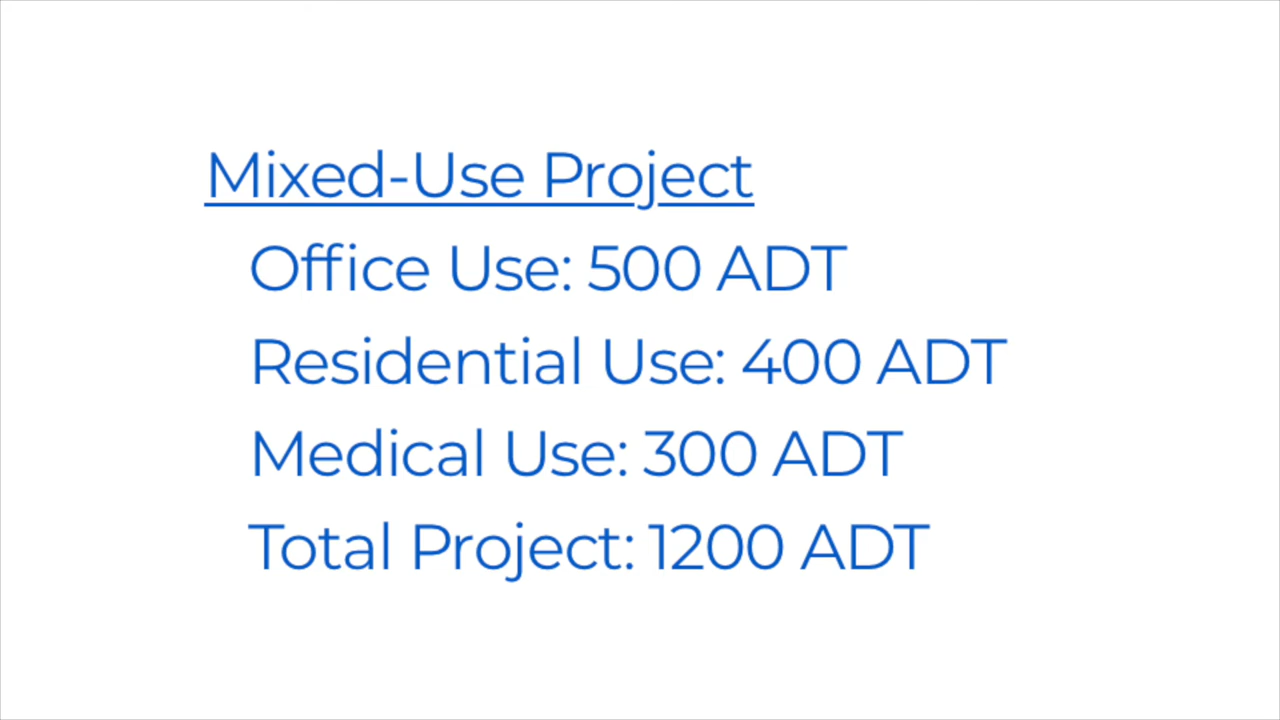 Mixed-Use Project
Office Use: 500 ADT
Residential Use: 400 ADT
Medical Use: 300 ADT
Total Project: 1200 ADT